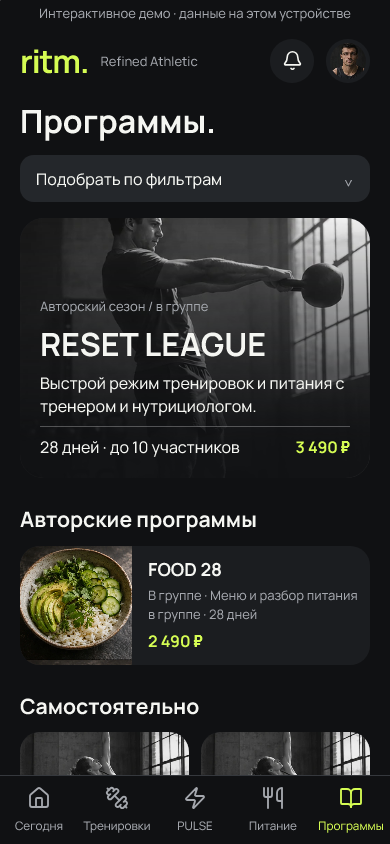 Интерактивное демо · данные на этом устройстве
ritm. Refined Athletic
Программы.
Подобрать по фильтрам
Авторский сезон / в группе
RESET LEAGUE
Выстрой режим тренировок и питания с
тренером и нутрициологом.
28 дней · до 10 участников 3 490 ₽
Авторские программы
FOOD 28
В группе · Меню и разбор питания
в группе · 28 дней
2 490 ₽
Самостоятельно
Сегодня Тренировки PULSE Питание Программы